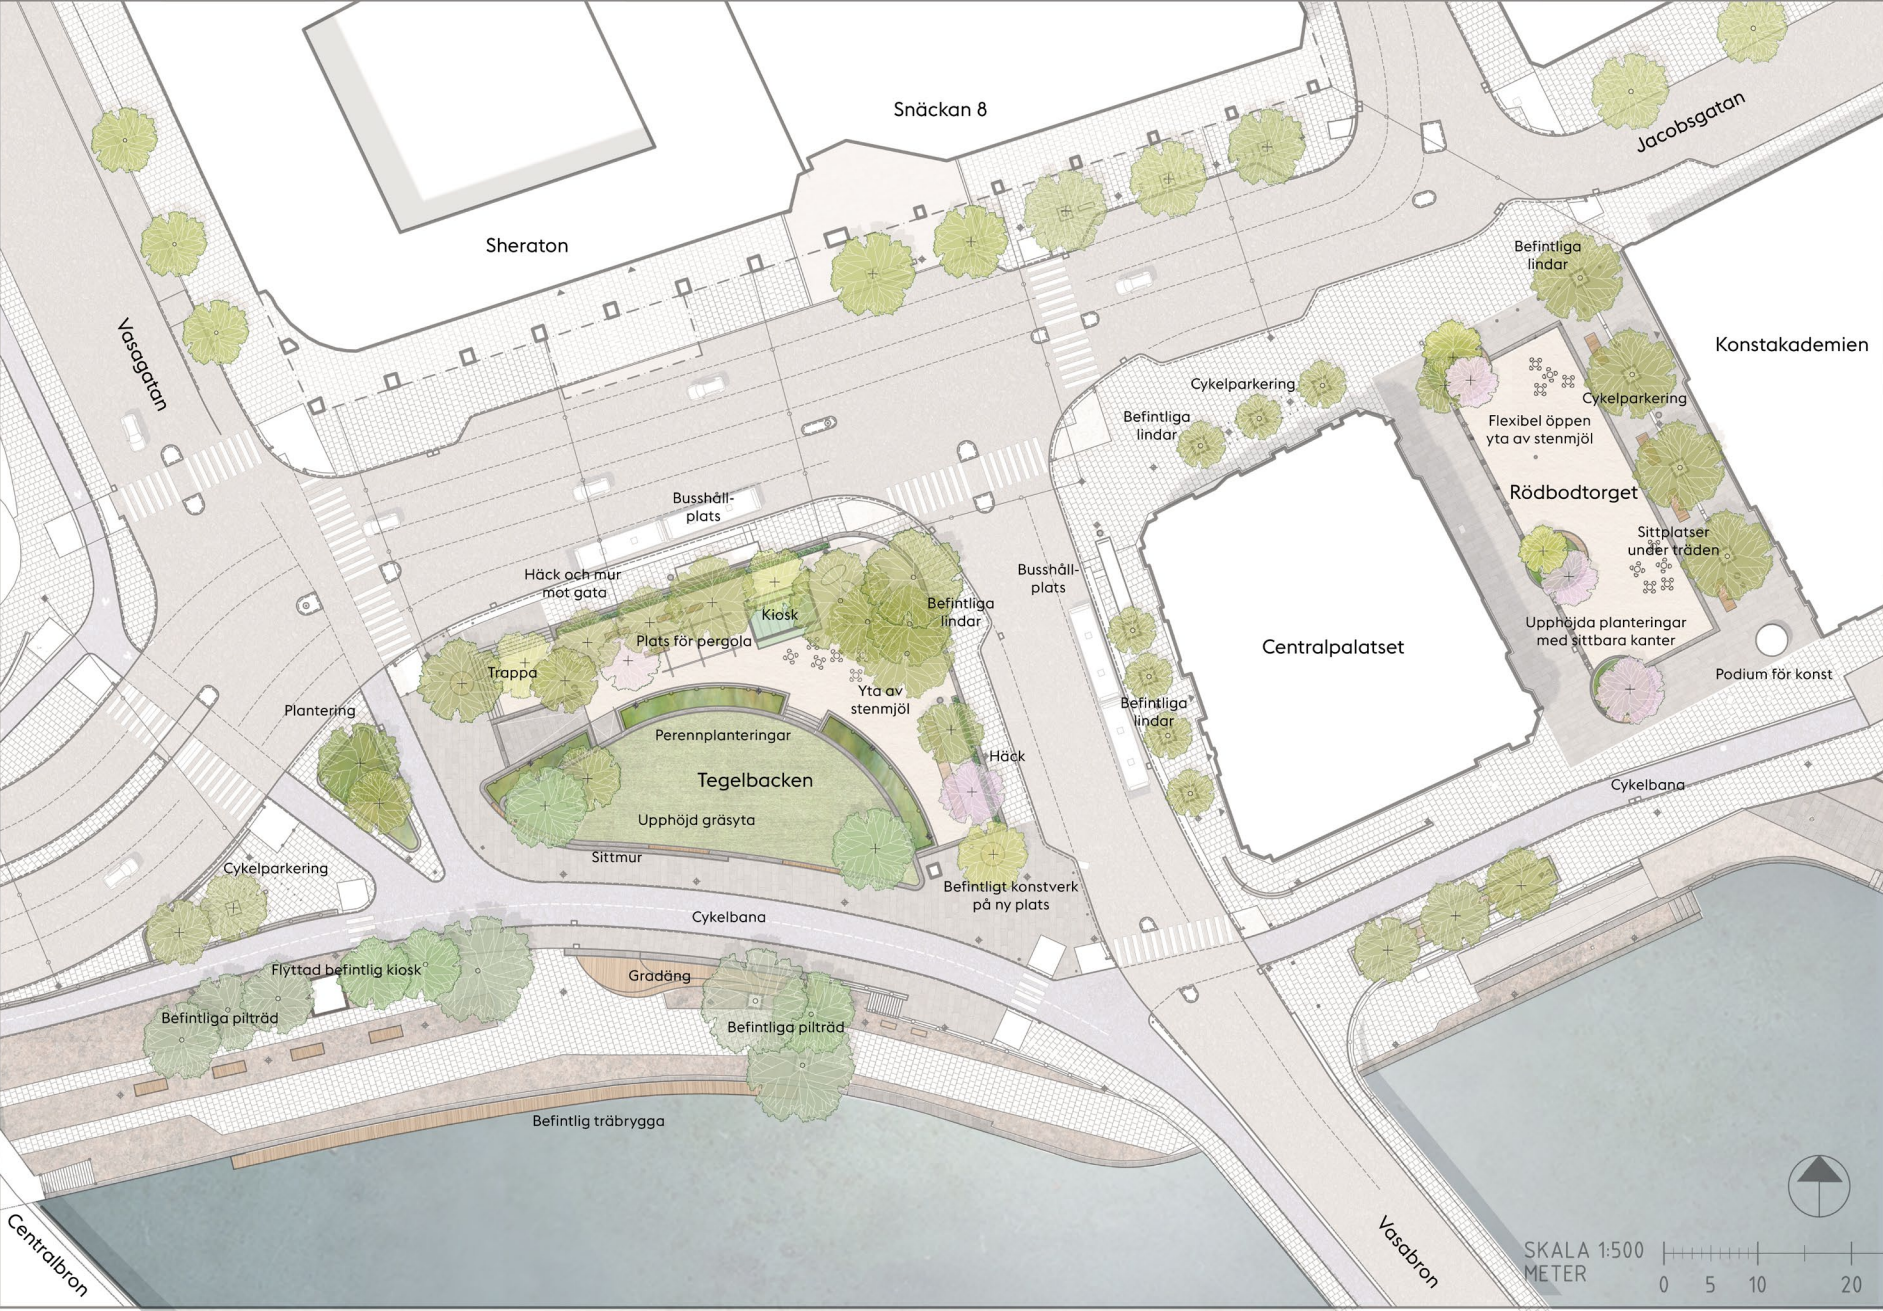 Snäckan 8
Jacobsgatan
Sheraton
Befintliga
lindar
Konstakademien
Vasagatan
Cykelparkering
Cykelparkering
Befintliga
lindar
Flexibel öppen
yta av stenmjöl
Rödbodtorget
Busshåll-
plats
Sittplatser
under träden
Busshåll-
plats
Häck och mur
mot gata
Kiosk
Befintliga
lindar
Plats för pergola
Upphöjda planteringar
med sittbara kanter
Centralpalatset
Trappa
Podium för konst
Yta av
stenmjöl
Plantering
Befintliga
lindar
Perennplanteringar
Häck
Tegelbacken
Cykelbana
Upphöjd gräsyta
Sittmur
Cykelparkering
Befintligt konstverk
på ny plats
Cykelbana
Flyttad befintlig kiosk
Gradäng
Befintliga pilträd
Befintliga pilträd
Befintlig träbrygga
Centralbron
Vasabron
SKALA 1:500
METER
0 5 10 20